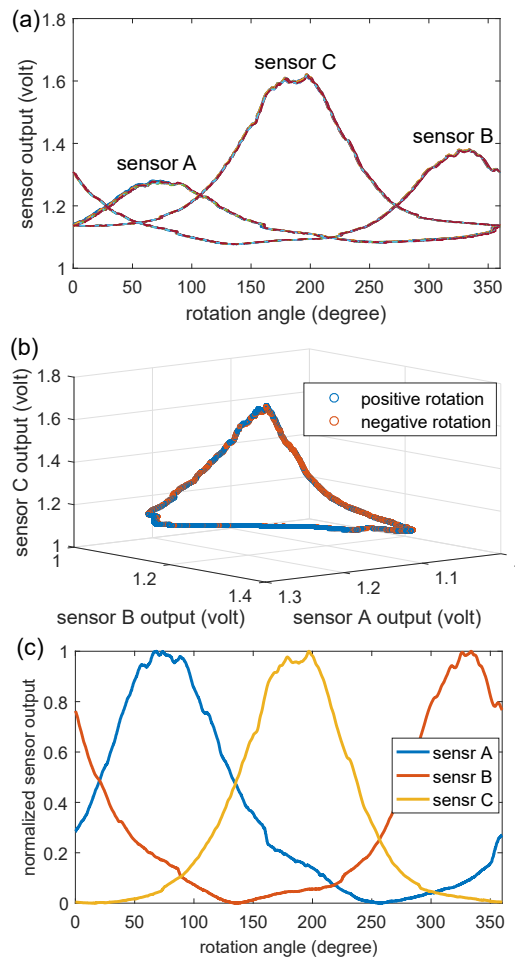 (a)
1.8
1.6
1.4
1.2
1
sensor output (volt)
sensor A
sensor C
sensor B
0 50 100 150 200 250 300 350
rotation angle (degree)
(b)
1.8
1.6
1.4
1.2
1
sensor C output (volt)
positive rotation
negative rotation
1 1.2 1.4
1.3 1.2 1.1
sensor B output (volt)
sensor A output (volt)
(c)
1
0.8
0.6
0.4
0.2
0
normalized sensor output
sensr A
sensr B
sensr C
0 50 100 150 200 250 300 350
rotation angle (degree)